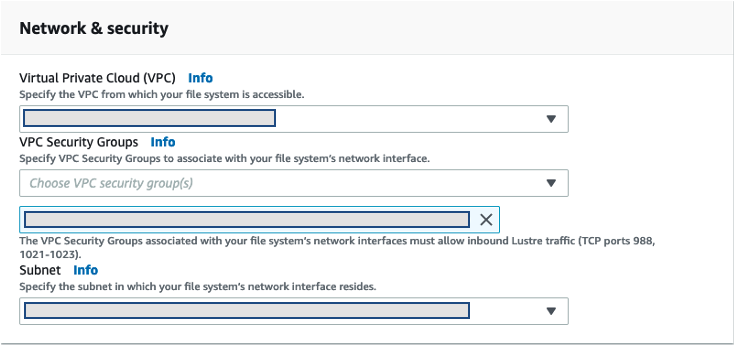 Network & security
Virtual Private Cloud (VPC) Info
Specify the VPC from which your file system is accessible.
VPC Security Groups Info
Specify VPC Security Groups to associate with your file system's network interface.
Choose VPC security group(s)
The VPC Security Groups associated with your file system's network interfaces must allow inbound Lustre traffic (TCP ports 988,
1021-1023).
Subnet Info
Specify the subnet in which your file system's network interface resides.